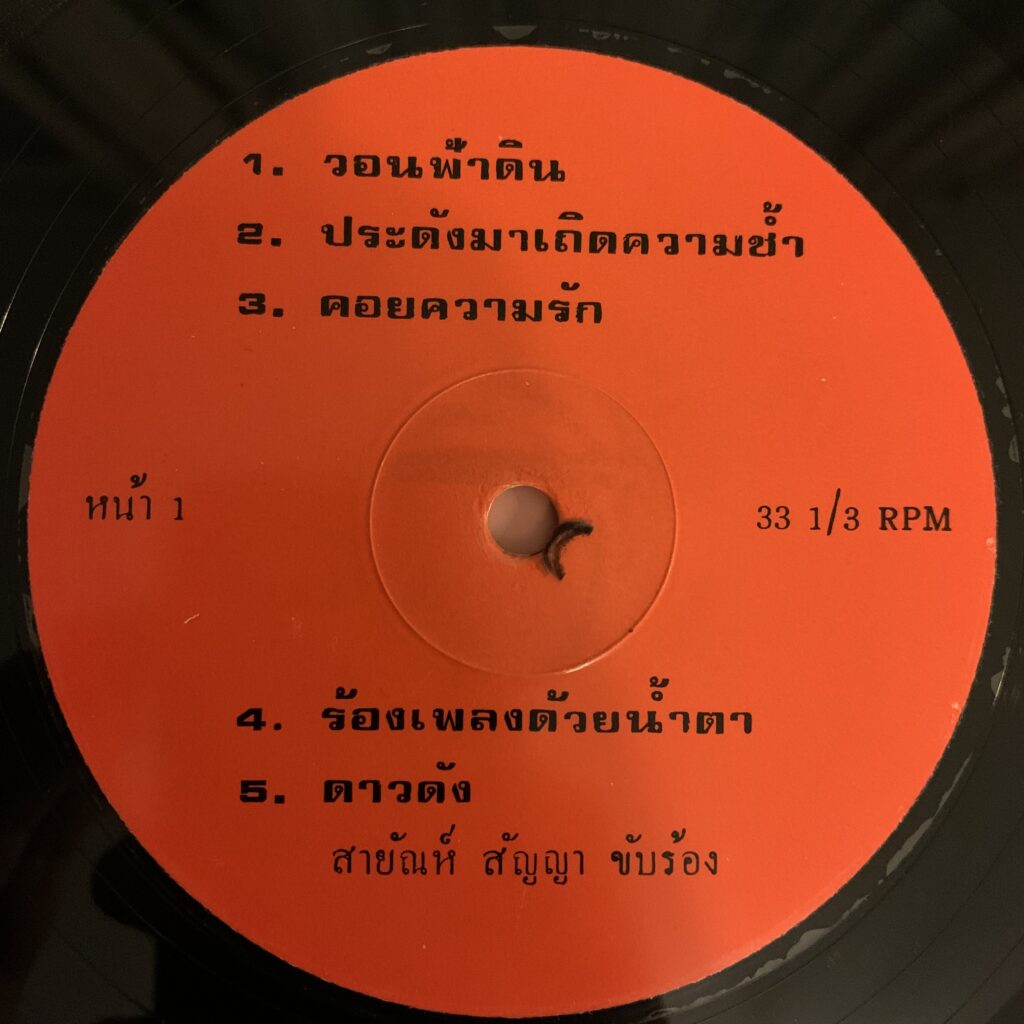 1. วอนฟ้าดิน
2. ประดังมาเถิดความช้ำ
3. คอยความรัก
หน้า 1
33 1/3 RPM
4. ร้องเพลงด้วยน้ำตา
5. ดาวดัง
สายัณห์ สัญญา ขับร้อง